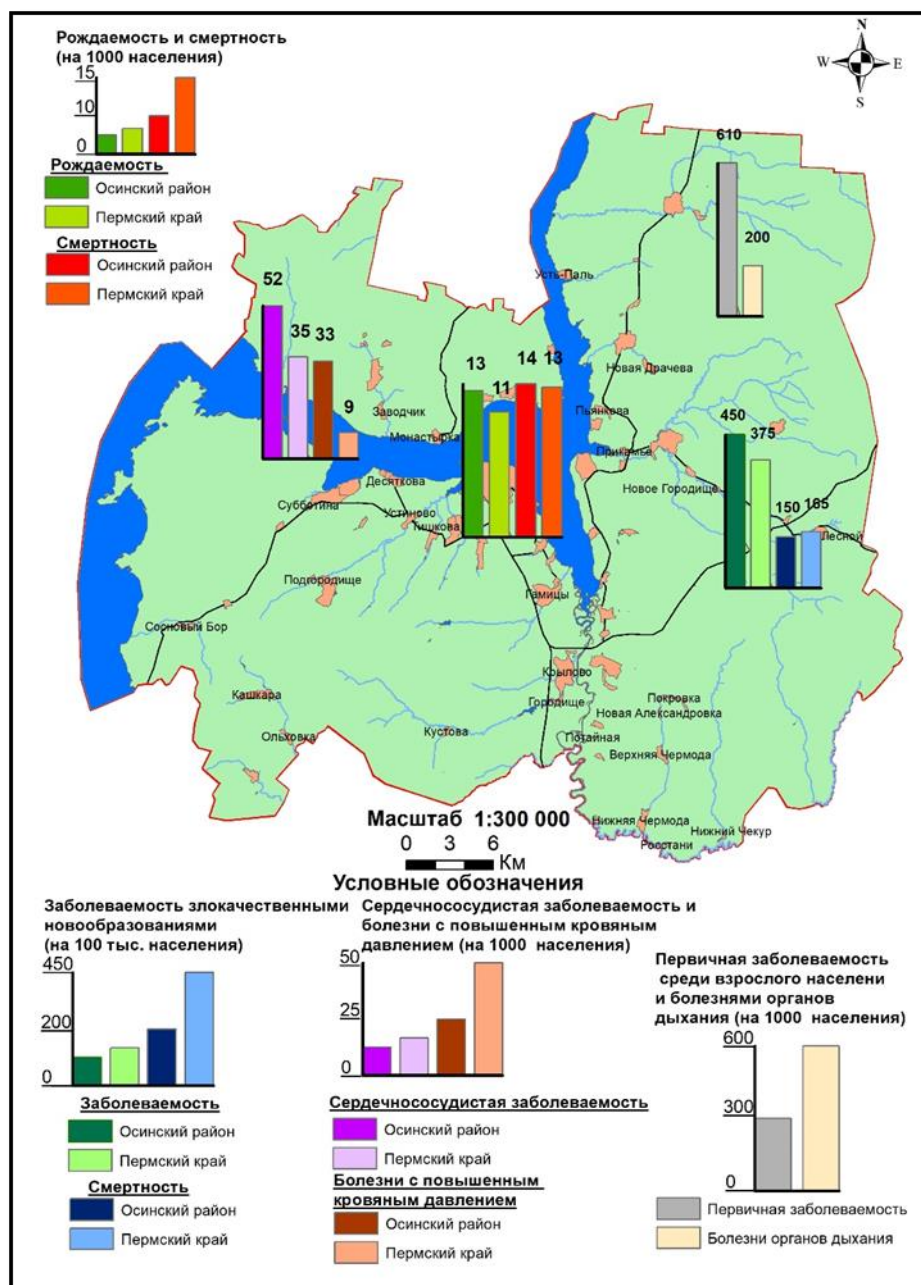 Рождаемость и смертность
(на 1000 населения)
15
10
0
Рождаемость
Осинский район
Пермский край
Смертность
Осинский район
Пермский край
N
W
E
S
610
200
52
35
33
9
13
11
14
13
450
375
150
165
Усть-Паль
Новая Драчева
Заводчик
Пьянкова
Монастырка
Прикамье
Десяткова
Субботина
Новое Городище
Устиново
Тишкова
Лесной
Подгородище
Гамицы
Сосновый Бор
Крылово
Кашкара
Городище
Покровка
Новая Александровка
Ольховка
Кустова
Потайная
Верхняя Чермода
Нижняя Чермода
Нижний Чекур
Росстани
Масштаб 1:300 000
0 3 6
Км
Условные обозначения
Заболеваемость злокачественными
новообразованиями
(на 100 тыс. населения)
450
200
0
Заболеваемость
Осинский район
Пермский край
Смертность
Осинский район
Пермский край
Сердечнососудистая заболеваемость и
болезни с повышенным кровяным
давлением (на 1000 населения)
50
25
0
Сердечнососудистая заболеваемость
Осинский район
Пермский край
Болезни с повышенным
кровяным давлением
Осинский район
Пермский край
Первичная заболеваемость
среди взрослого населени
и болезнями органов
дыхания (на 1000 населения)
600
300
0
Первичная заболеваемость
Болезни органов дыхания